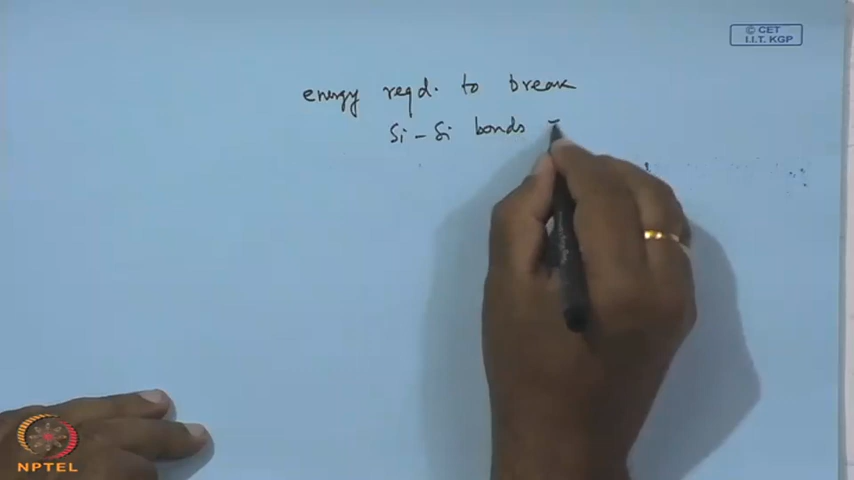 © CET
I.I.T. KGP
energy reqd. to break
Si - Si bonds
NPTEL